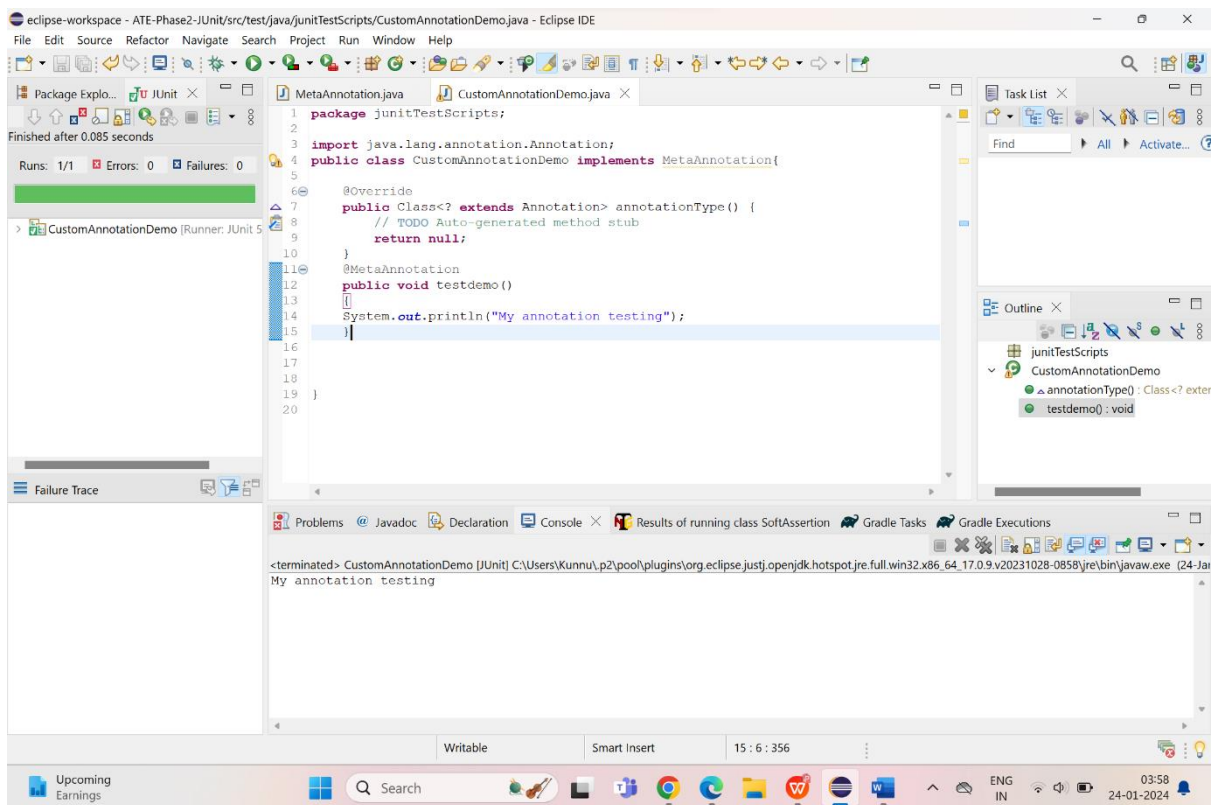 eclipse-workspace - ATE-Phase2-JUnit/src/test/java/junitTestScripts/CustomAnnotationDemo.java - Eclipse IDE
File Edit Source Refactor Navigate Search Project Run Window Help
Package Explo... JUnit
Finished after 0.085 seconds
Runs: 1/1 Errors: 0 Failures: 0
CustomAnnotationDemo [Runner: JUnit 5
Failure Trace
MetaAnnotation.java CustomAnnotationDemo.java
1 package junitTestScripts;
2
3 import java.lang.annotation.Annotation;
4 public class CustomAnnotationDemo implements MetaAnnotation{
5
6 @Override
7 public Class<? extends Annotation> annotationType() {
8 // TODO Auto-generated method stub
9 return null;
10 }
11 @MetaAnnotation
12 public void testdemo()
13 {
14 System.out.println("My annotation testing");
15 }
16
17
18
19 }
20
Task List
Find All Activate...
Outline
junitTestScripts
CustomAnnotationDemo
annotationType() : Class<? exter
testdemo() : void
Problems Javadoc Declaration Console Results of running class SoftAssertion Gradle Tasks Gradle Executions
<terminated> CustomAnnotationDemo [JUnit] C:\Users\Kunnu\.p2\pool\plugins\org.eclipse.justj.openjdk.hotspot.jre.full.win32.x86_64_17.0.9.v20231028-0858\jre\bin\javaw.exe (24-Jar
My annotation testing
Writable Smart Insert 15 : 6 : 356
Upcoming
Earnings
Search
ENG
IN
03:58
24-01-2024